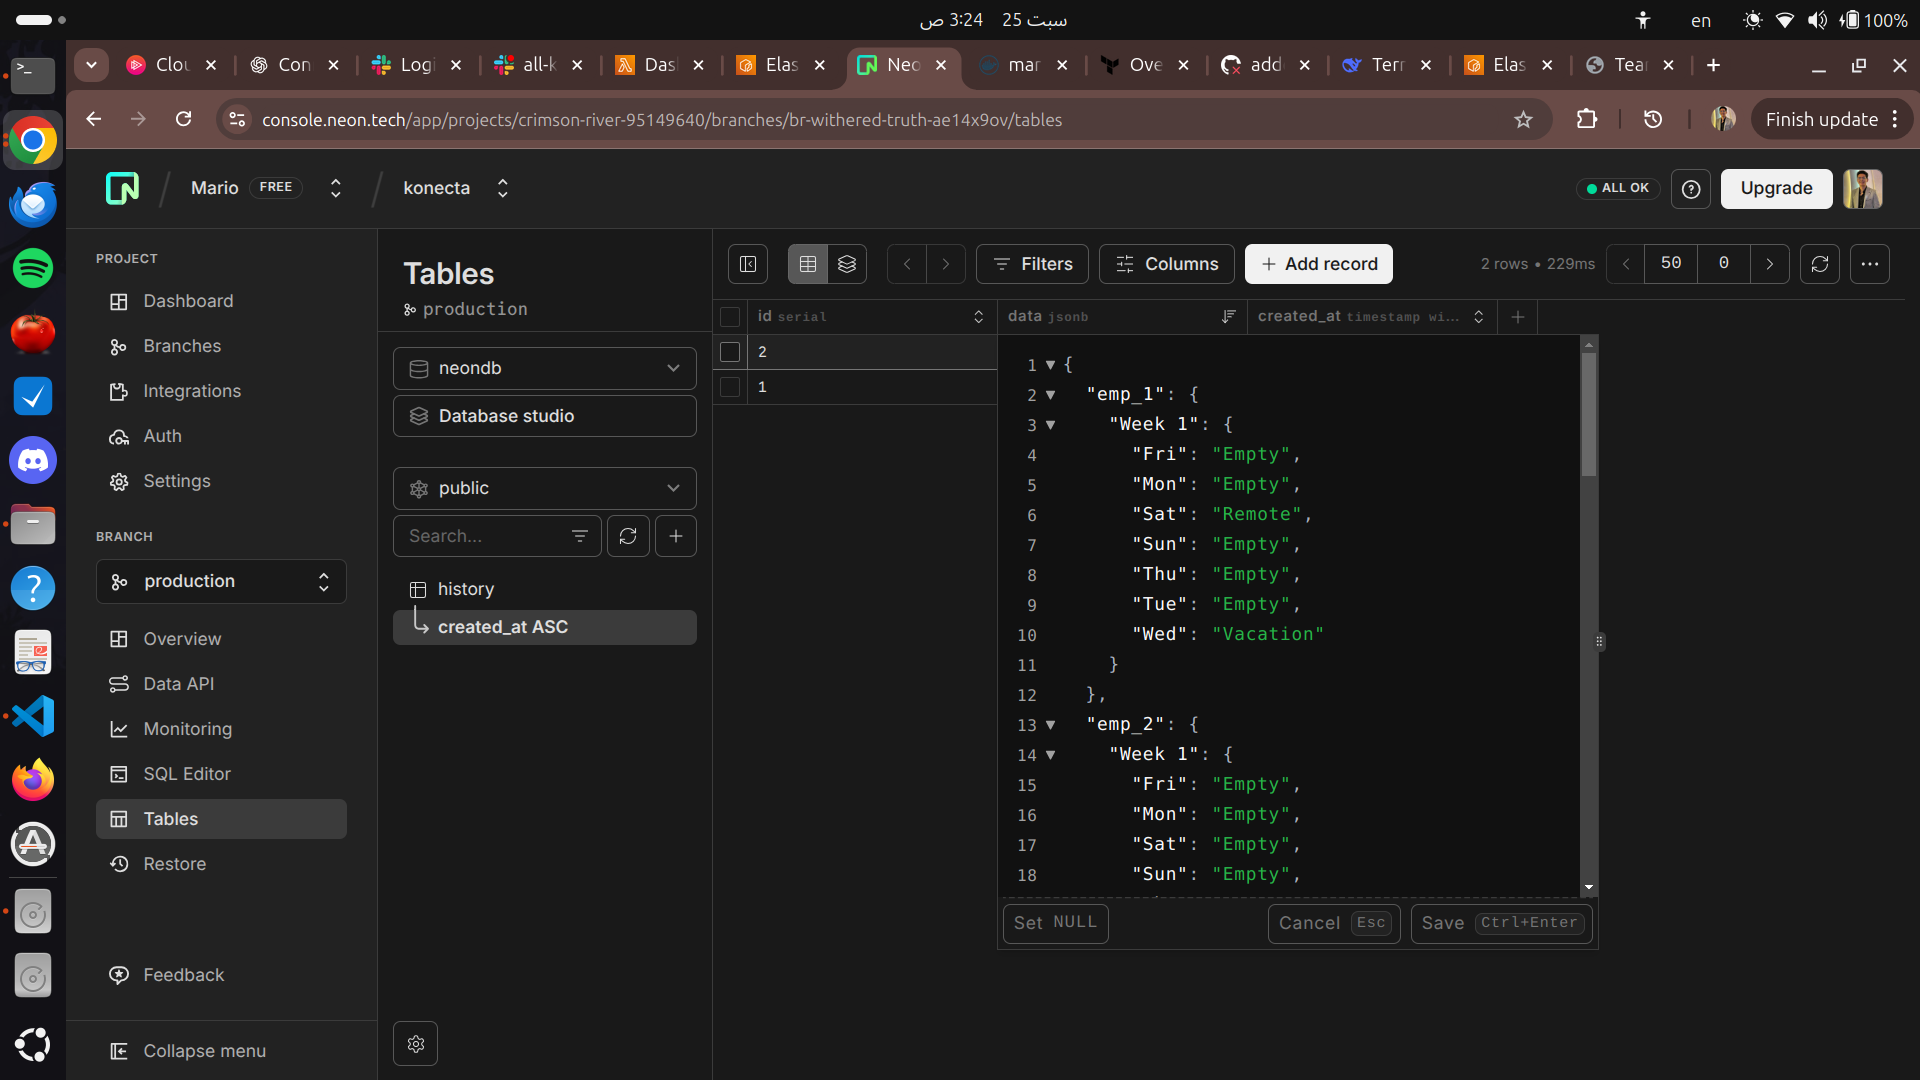 سبت 25   3:24 ص
en
100%
Clou
Con
Logi
all-k
Das
Elas
Neo
mar
Ove
add
Terr
Elas
Tear
console.neon.tech/app/projects/crimson-river-95149640/branches/br-withered-truth-ae14x9ov/tables
Finish update
Mario FREE
konecta
ALL OK
Upgrade
PROJECT
Dashboard
Branches
Integrations
Auth
Settings
BRANCH
production
Overview
Data API
Monitoring
SQL Editor
Tables
Restore
Feedback
Collapse menu
Tables
production
neondb
Database studio
public
Search...
history
created_at ASC
Filters
Columns
Add record
2 rows • 229ms
50
0
id serial
data jsonb
created_at timestamp wi...
2
1
1 {
2 "emp_1": {
3 "Week 1": {
4 "Fri": "Empty",
5 "Mon": "Empty",
6 "Sat": "Remote",
7 "Sun": "Empty",
8 "Thu": "Empty",
9 "Tue": "Empty",
10 "Wed": "Vacation"
11 }
12 },
13 "emp_2": {
14 "Week 1": {
15 "Fri": "Empty",
16 "Mon": "Empty",
17 "Sat": "Empty",
18 "Sun": "Empty",
Set NULL
Cancel Esc
Save Ctrl+Enter